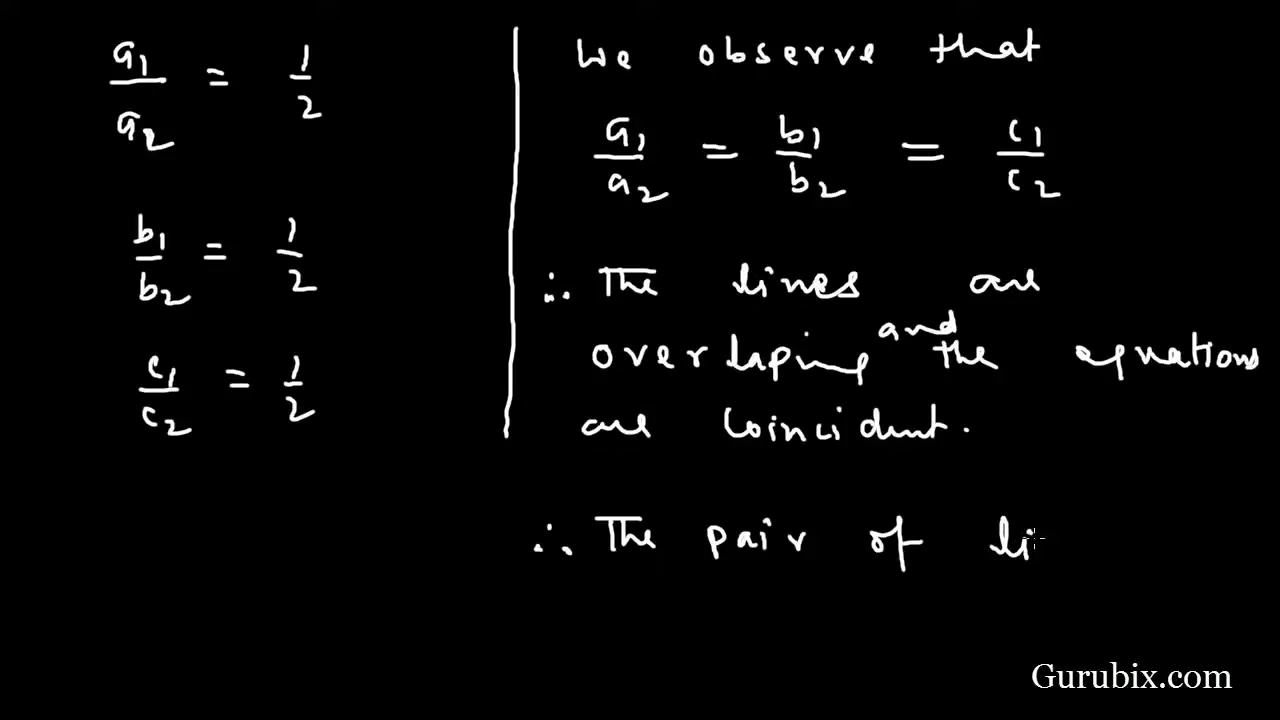 a1/a2 = 1/2
b1/b2 = 1/2
c1/c2 = 1/2
We observe that
a1/a2 = b1/b2 = c1/c2
∴ The lines are
overlaping and the equations
are coincident.
∴ The pair of li
Gurubix.com